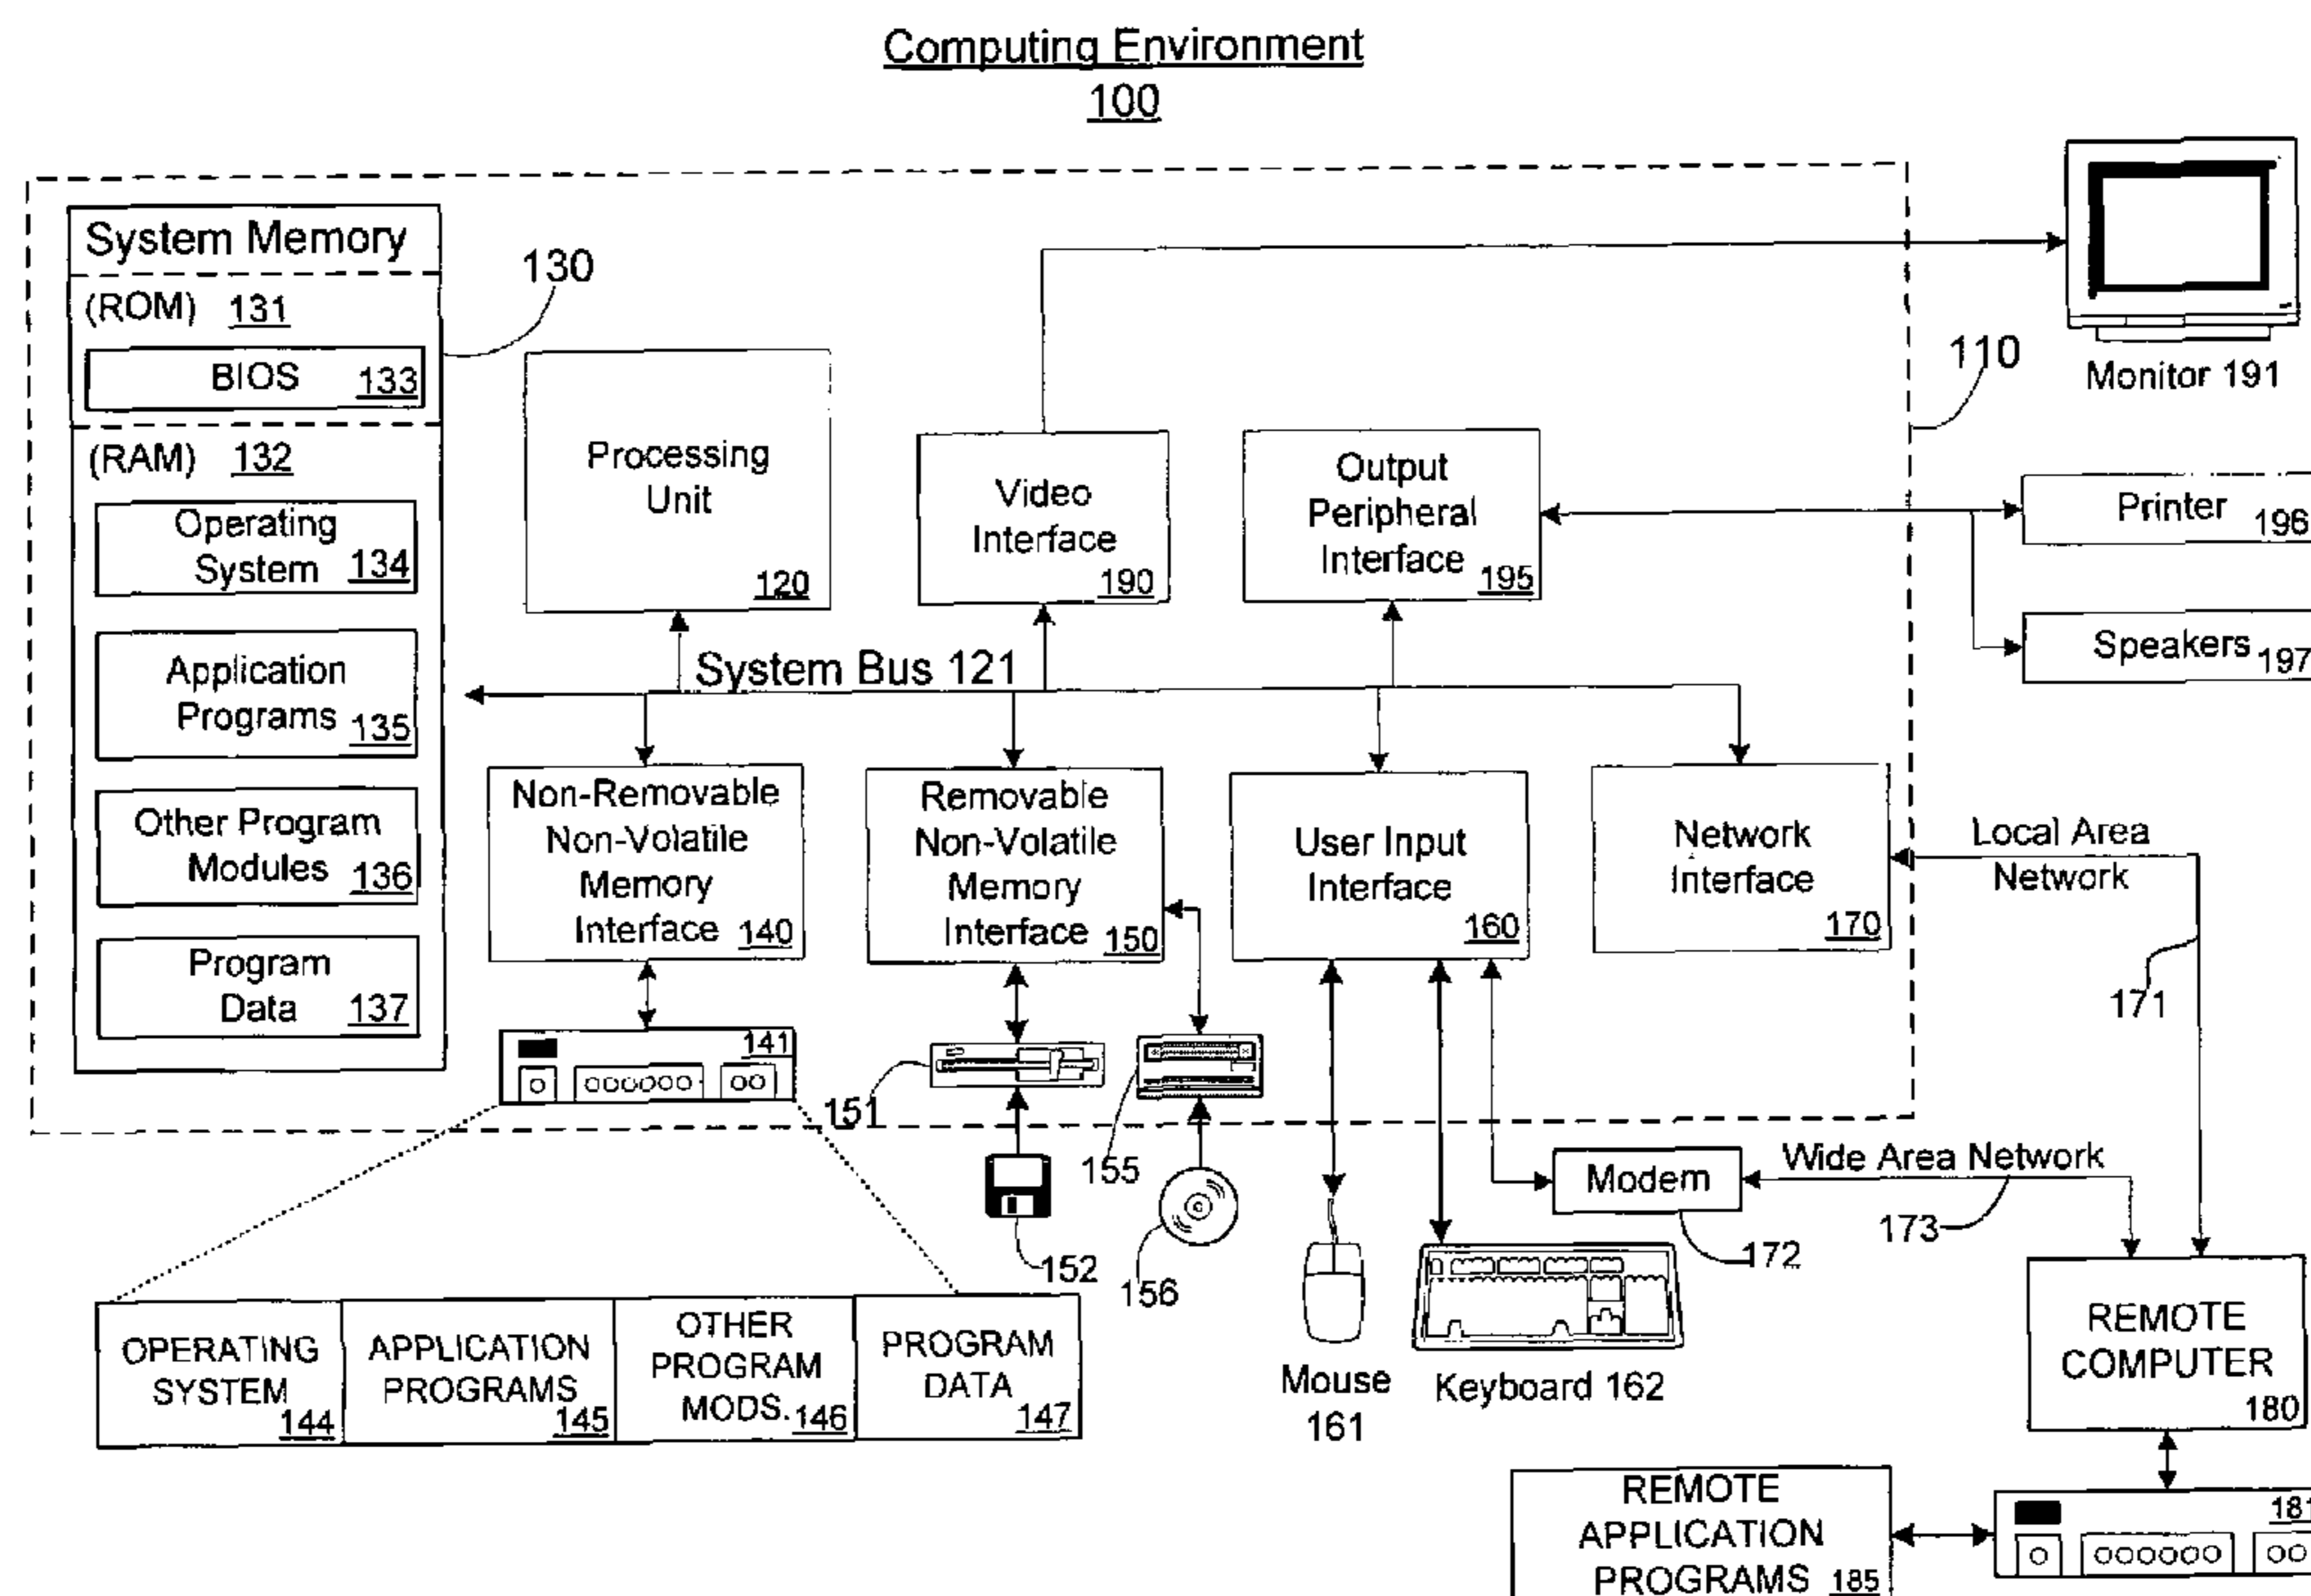 Computing Environment
100
System Memory
(ROM) 131
BIOS 133
(RAM) 132
Operating
System 134
Application
Programs 135
Other Program
Modules 136
Program
Data 137
130
Processing
Unit
120
Video
Interface
190
Output
Peripheral
Interface 195
Monitor 191
110
Printer 196
Speakers 197
System Bus 121
Non-Removable
Non-Volatile
Memory
Interface 140
Removable
Non-Volatile
Memory
Interface 150
User Input
Interface
160
Network
Interface
170
Local Area
Network
171
141
151
152
155
156
Modem
172
Wide Area Network
173
Mouse
161
Keyboard 162
OPERATING
SYSTEM
144
APPLICATION
PROGRAMS
145
OTHER
PROGRAM
MODS. 146
PROGRAM
DATA
147
REMOTE
COMPUTER
180
181
REMOTE
APPLICATION
PROGRAMS 185